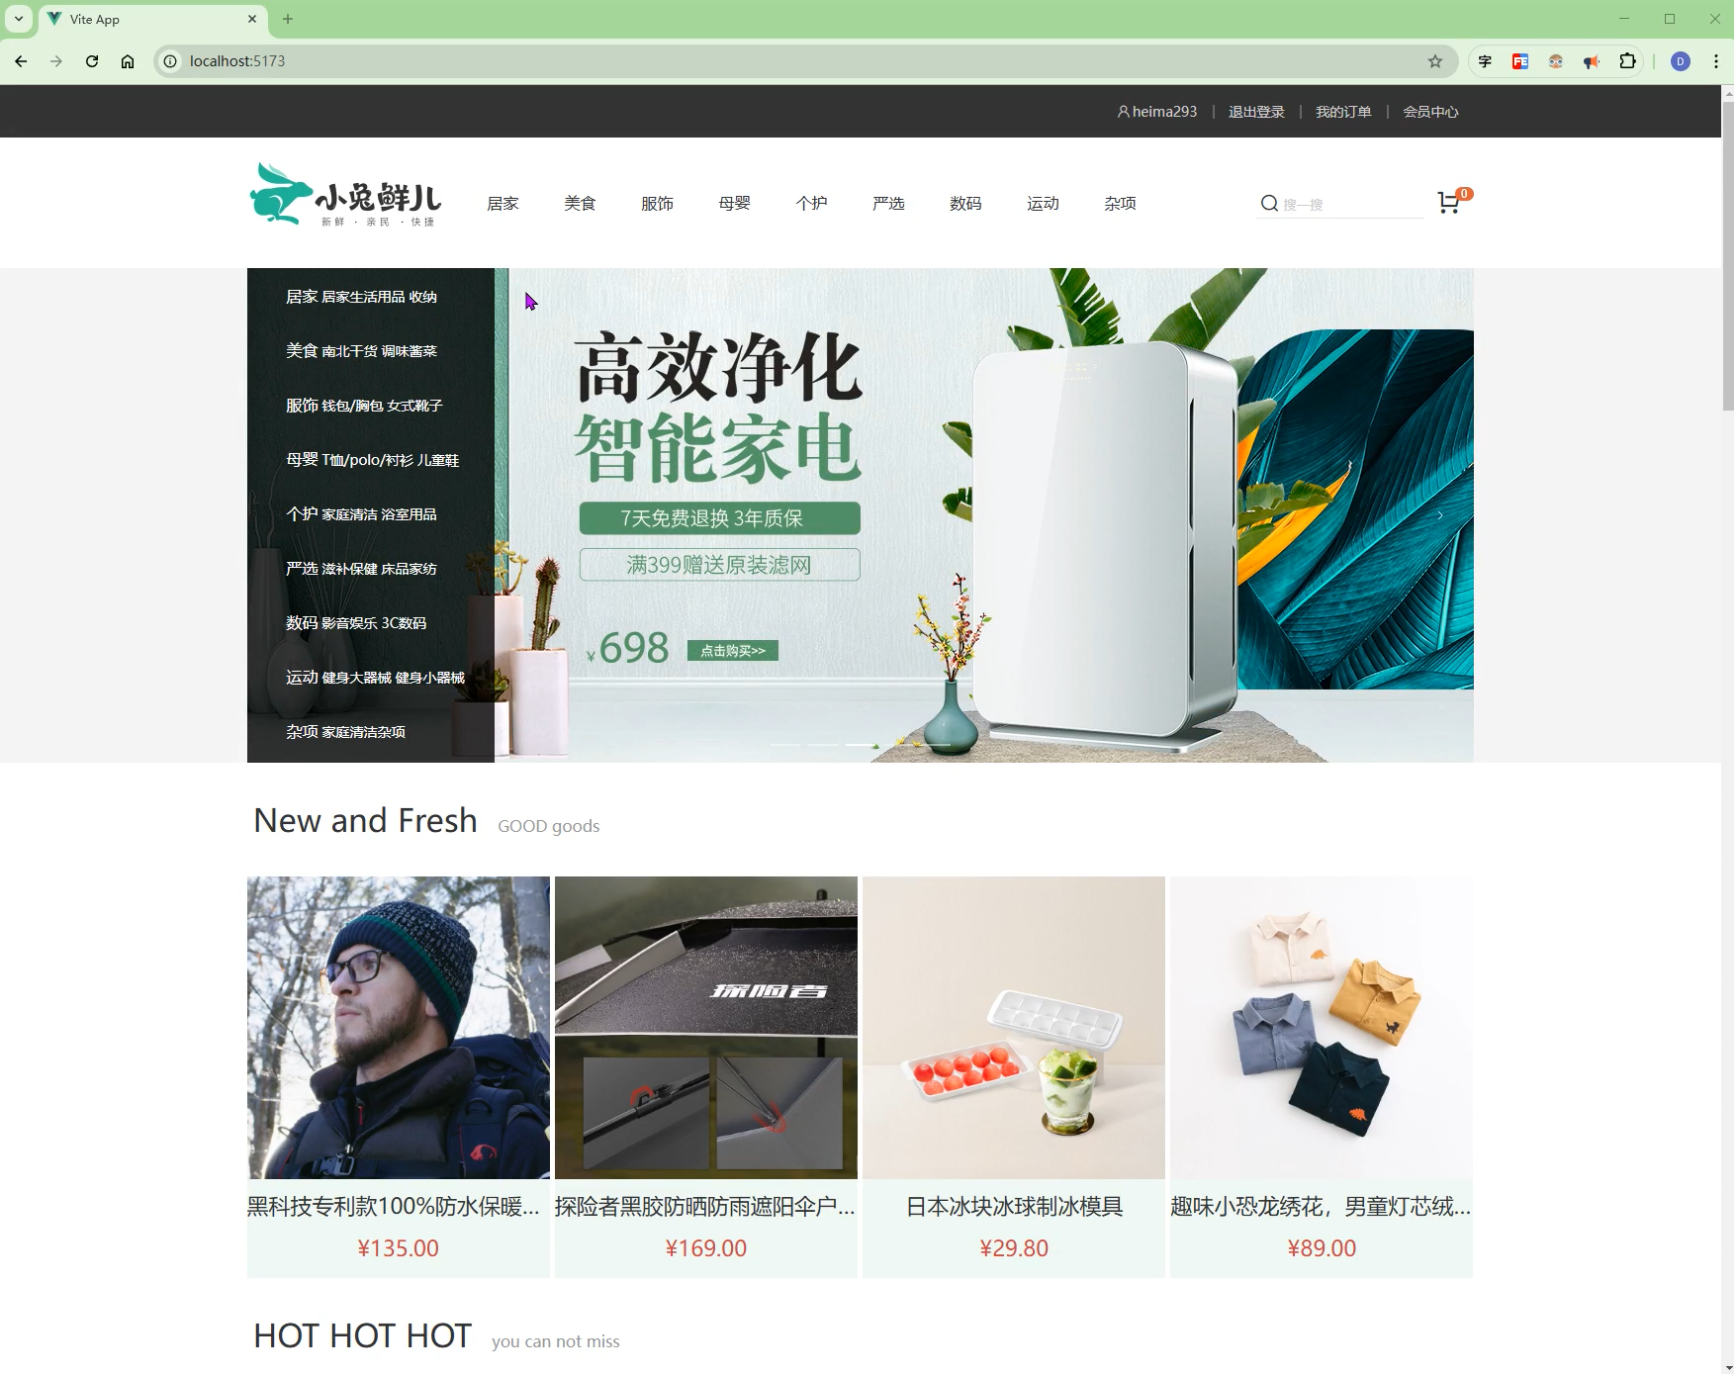 Vite App
localhost:5173
字
FE
D
heima293 | 退出登录 | 我的订单 | 会员中心
小兔鲜儿
新鲜 · 亲民 · 快捷
居家 美食 服饰 母婴 个护 严选 数码 运动 杂项
搜一搜
0
居家 居家生活用品 收纳
美食 南北干货 调味酱菜
服饰 钱包/胸包 女式靴子
母婴 T恤/polo/衬衫 儿童鞋
个护 家庭清洁 浴室用品
严选 滋补保健 床品家纺
数码 影音娱乐 3C数码
运动 健身大器械 健身小器械
杂项 家庭清洁杂项
高效净化
智能家电
7天免费退换 3年质保
满399赠送原装滤网
¥698 点击购买>>
New and Fresh GOOD goods
探险者
黑科技专利款100%防水保暖...
¥135.00
探险者黑胶防晒防雨遮阳伞户...
¥169.00
日本冰块冰球制冰模具
¥29.80
趣味小恐龙绣花，男童灯芯绒...
¥89.00
HOT HOT HOT you can not miss